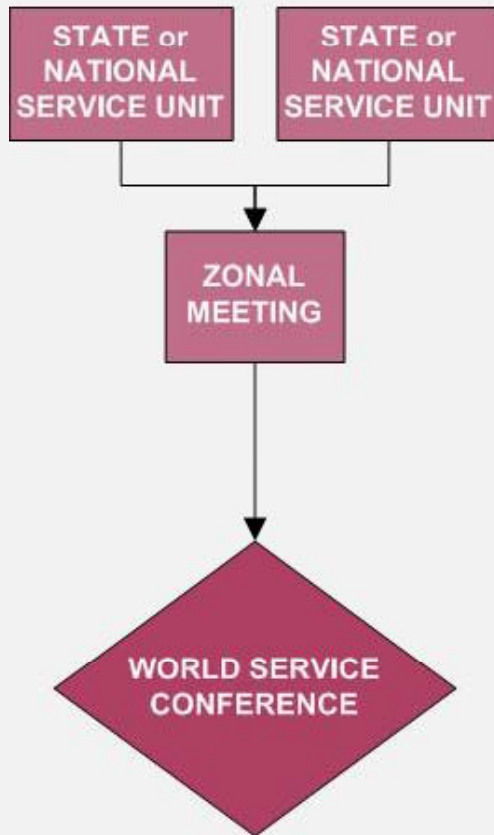 STATE or
NATIONAL
SERVICE UNIT
STATE or
NATIONAL
SERVICE UNIT
ZONAL
MEETING
WORLD SERVICE
CONFERENCE